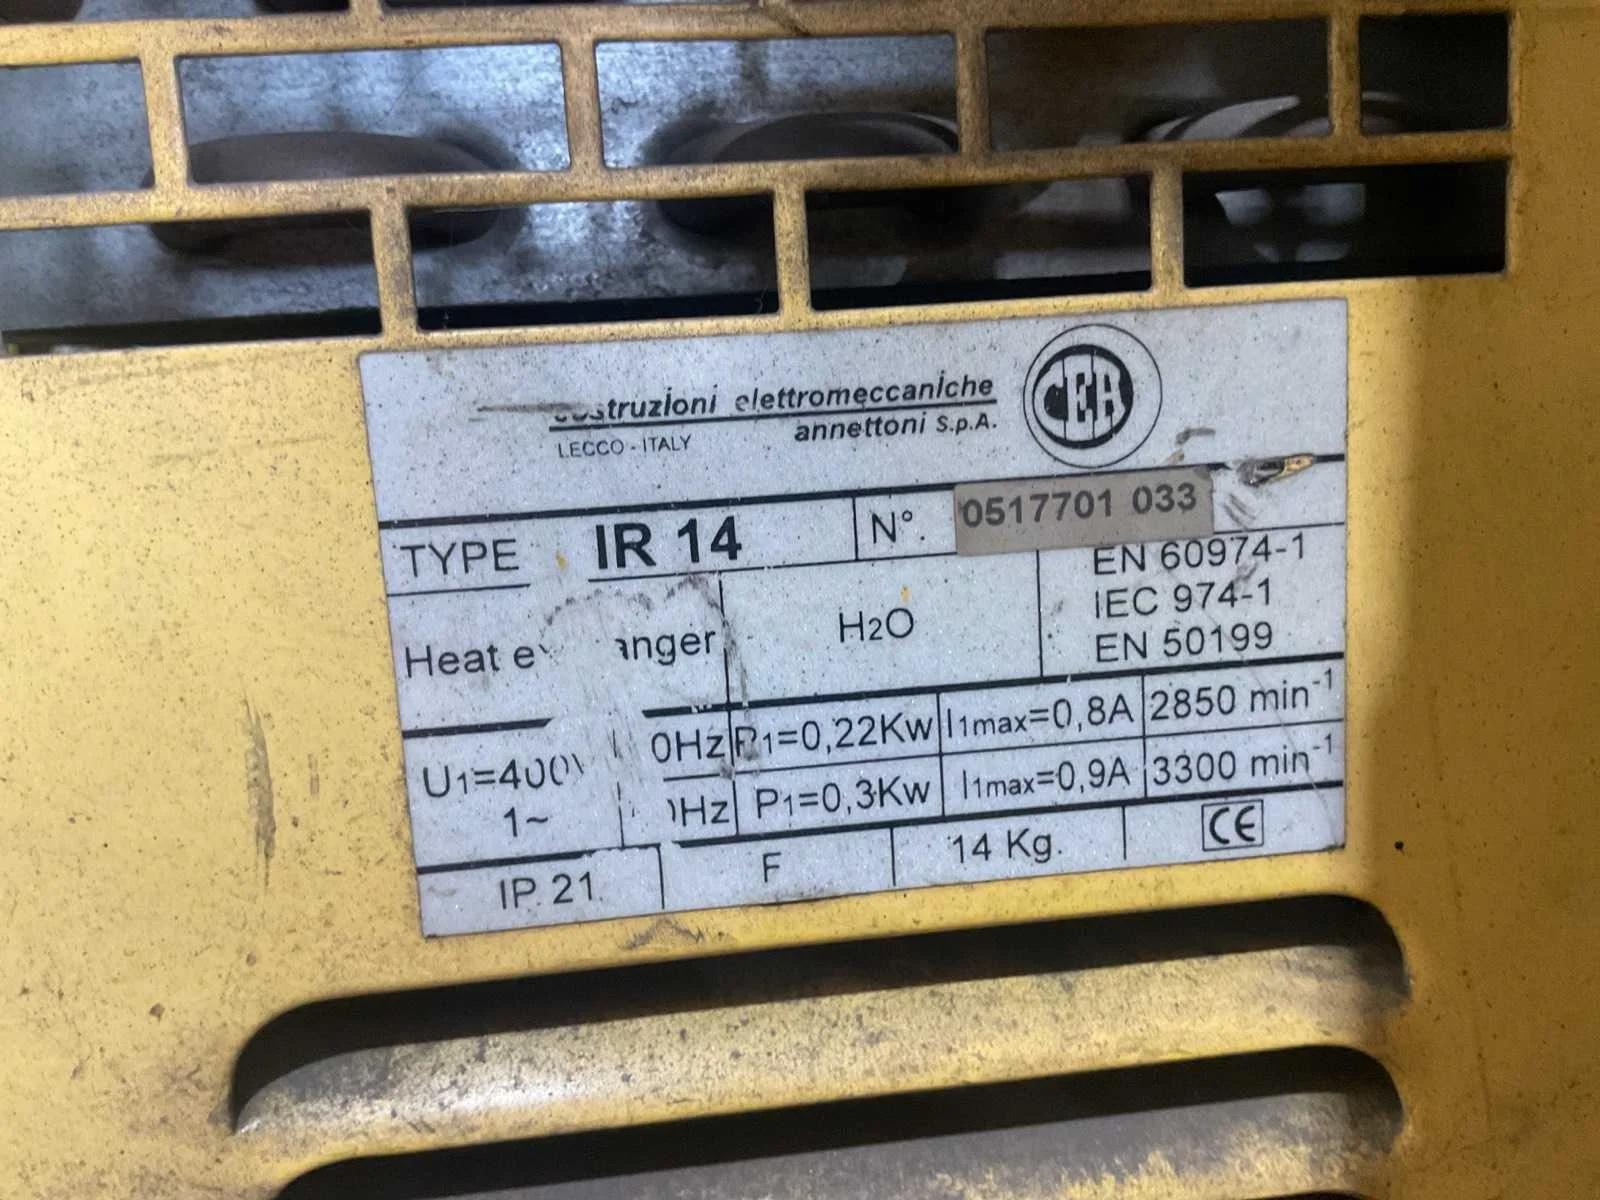 elettromeccaniche
annettoni S.p.A.
LECCO - ITALY
CEA
TYPE IR 14 N°. 0517701 033
Heat H2O
EN 60974-1
IEC 974-1
EN 50199
P1=0,22Kw I1max=0,8A 2850 min-1
1~
P1=0,3Kw I1max=0,9A 3300 min-1
IP. 21 F 14 Kg. CE